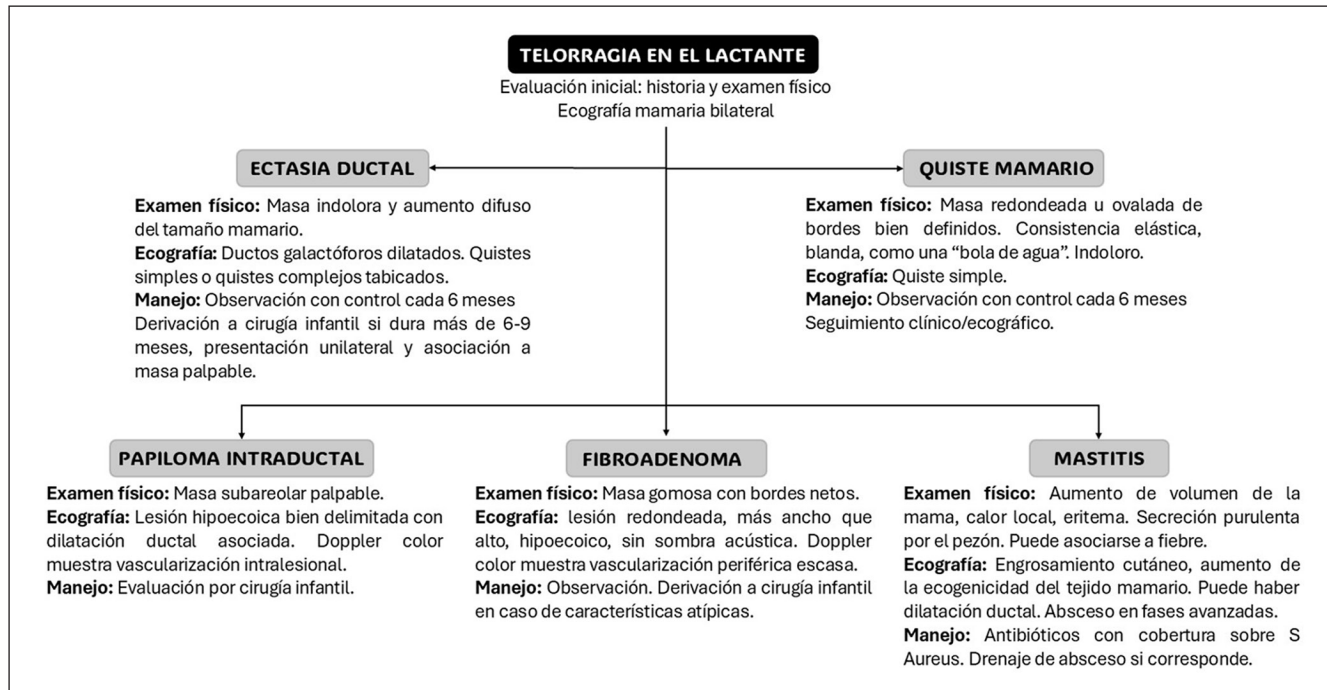 TELORRAGIA EN EL LACTANTE
Evaluación inicial: historia y examen físico
Ecografía mamaria bilateral
ECTASIA DUCTAL
Examen físico: Masa indolora y aumento difuso
del tamaño mamario.
Ecografía: Ductos galactóforos dilatados. Quistes
simples o quistes complejos tabicados.
Manejo: Observación con control cada 6 meses
Derivación a cirugía infantil si dura más de 6-9
meses, presentación unilateral y asociación a
masa palpable.
QUISTE MAMARIO
Examen físico: Masa redondeada u ovalada de
bordes bien definidos. Consistencia elástica,
blanda, como una “bola de agua”. Indoloro.
Ecografía: Quiste simple.
Manejo: Observación con control cada 6 meses
Seguimiento clínico/ecográfico.
PAPILOMA INTRADUCTAL
Examen físico: Masa subareolar palpable.
Ecografía: Lesión hipoecoica bien delimitada con
dilatación ductal asociada. Doppler color
muestra vascularización intralesional.
Manejo: Evaluación por cirugía infantil.
FIBROADENOMA
Examen físico: Masa gomosa con bordes netos.
Ecografía: lesión redondeada, más ancho que
alto, hipoecoico, sin sombra acústica. Doppler
color muestra vascularización periférica escasa.
Manejo: Observación. Derivación a cirugía infantil
en caso de características atípicas.
MASTITIS
Examen físico: Aumento de volumen de la
mama, calor local, eritema. Secreción purulenta
por el pezón. Puede asociarse a fiebre.
Ecografía: Engrosamiento cutáneo, aumento de
la ecogenicidad del tejido mamario. Puede haber
dilatación ductal. Absceso en fases avanzadas.
Manejo: Antibióticos con cobertura sobre S
Aureus. Drenaje de absceso si corresponde.